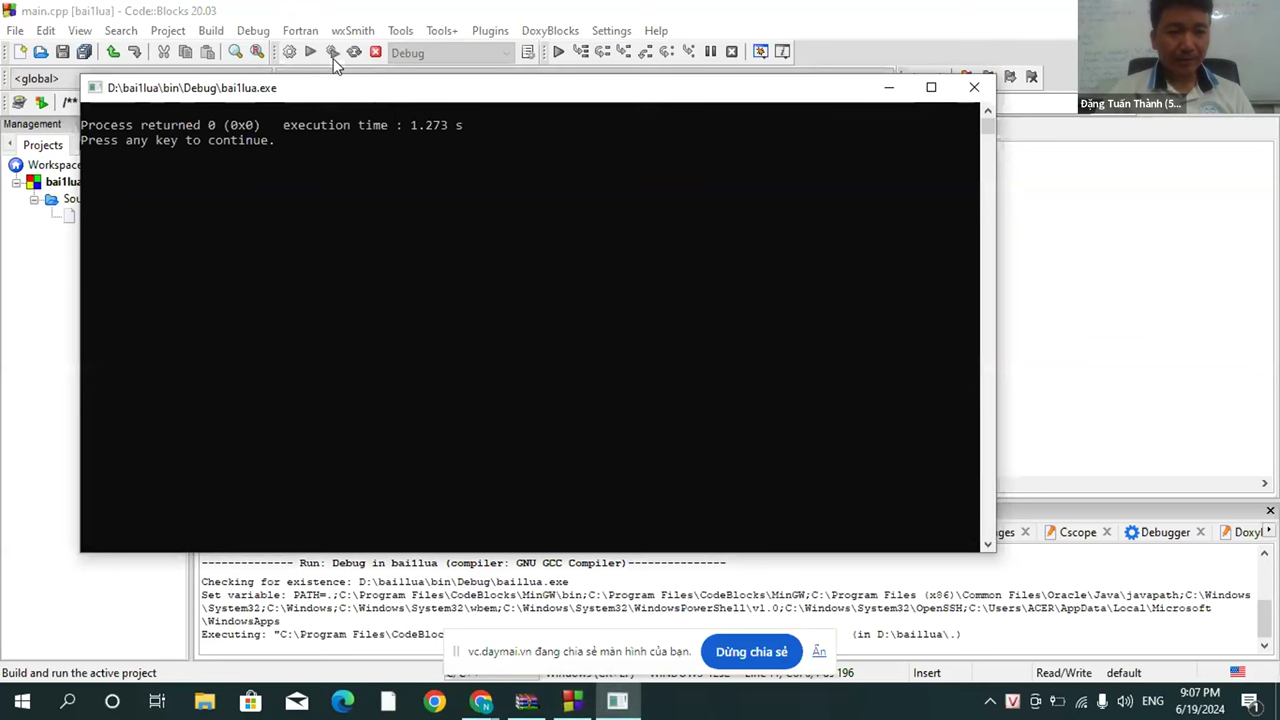 main.cpp [bai1lua] - Code::Blocks 20.03
File Edit View Search Project Build Debug Fortran wxSmith Tools Tools+ Plugins DoxyBlocks Settings Help
Debug
<global>
/**
D:\bai1lua\bin\Debug\bai1lua.exe
Đặng Tuấn Thành (5...
Management
Process returned 0 (0x0)   execution time : 1.273 s
Press any key to continue.
Projects
Workspace
bai1lua
Sou
ges Cscope Debugger Doxy
-------------- Run: Debug in bai1lua (compiler: GNU GCC Compiler)---------------
Checking for existence: D:\bai1lua\bin\Debug\bai1lua.exe
Set variable: PATH=.;C:\Program Files\CodeBlocks\MinGW\bin;C:\Program Files\CodeBlocks\MinGW;C:\Program Files (x86)\Common Files\Oracle\Java\javapath;C:\Windows
\System32;C:\Windows;C:\Windows\System32\wbem;C:\Windows\System32\WindowsPowerShell\v1.0;C:\Windows\System32\OpenSSH;C:\Users\ACER\AppData\Local\Microsoft
\WindowsApps
Executing: "C:\Program Files\CodeBloc (in D:\bai1lua\.)
vc.daymai.vn đang chia sẻ màn hình của bạn. Dừng chia sẻ Ẩn
Build and run the active project 196 Insert Read/Write default
ENG
9:07 PM
6/19/2024